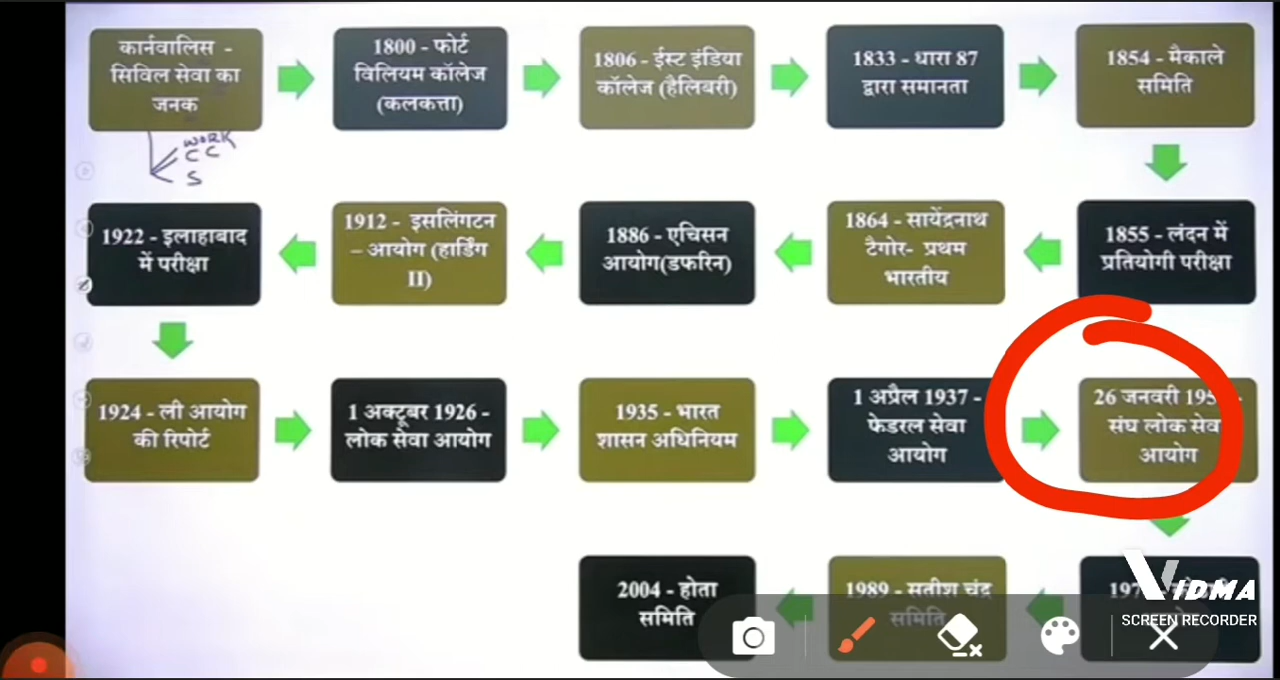 कार्नवालिस -
सिविल सेवा का
जनक
1800 - फोर्ट
विलियम कॉलेज
(कलकत्ता)
1806 - ईस्ट इंडिया
कॉलेज (हैलिबरी)
1833 - धारा 87
द्वारा समानता
1854 - मैकाले
समिति
WORK
CC
S
1922 - इलाहाबाद
में परीक्षा
1912 - इसलिंगटन
– आयोग (हार्डिंग
II)
1886 - एचिसन
आयोग(डफरिन)
1864 - सायेंद्रनाथ
टैगोर- प्रथम
भारतीय
1855 - लंदन में
प्रतियोगी परीक्षा
1924 - ली आयोग
की रिपोर्ट
1 अक्टूबर 1926 -
लोक सेवा आयोग
1935 - भारत
शासन अधिनियम
1 अप्रैल 1937 -
फेडरल सेवा
आयोग
26 जनवरी
संघ लोक सेवा
आयोग
2004 - होता
समिति
1989 - सतीश चंद्र
समिति
VIDMA
SCREEN RECORDER